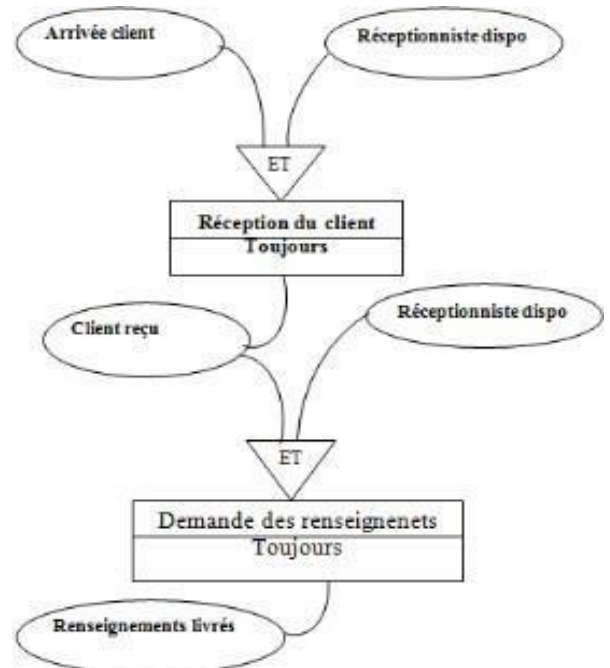 Arrivée client
Réceptionniste dispo
ET
Réception du client
Toujours
Client reçu
Réceptionniste dispo
ET
Demande des renseignenets
Toujours
Renseignements livrés